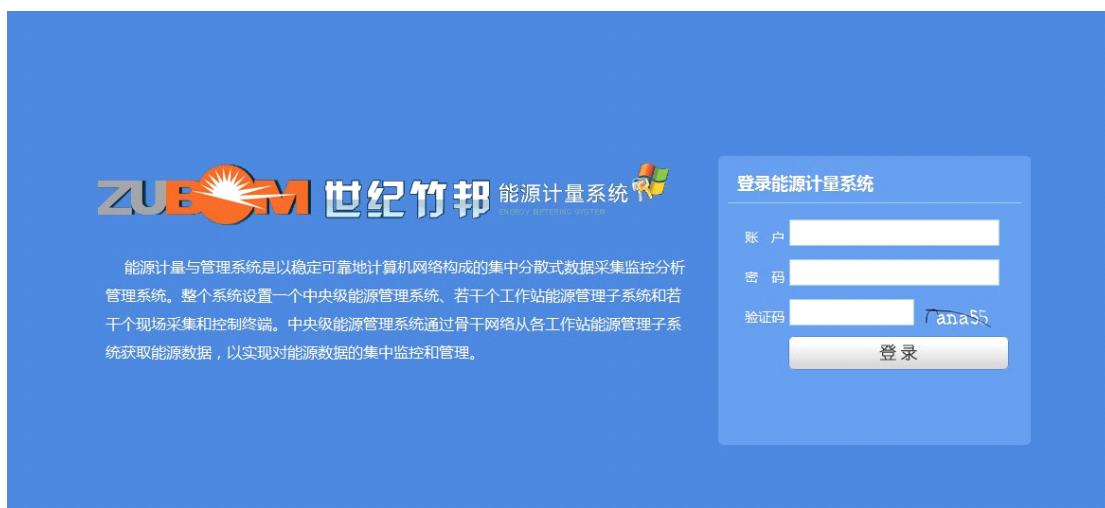 ZUBOM 世纪竹邦 能源计量系统
ENERGY METERING SYSTEM
能源计量与管理系统是以稳定可靠地计算机网络构成的集中分散式数据采集监控分析
管理系统。整个系统设置一个中央级能源管理系统、若干个工作站能源管理子系统和若
干个现场采集和控制终端。中央级能源管理系统通过骨干网络从各工作站能源管理子系
统获取能源数据，以实现对能源数据的集中监控和管理。
登录能源计量系统
账 户
密 码
验证码
登 录